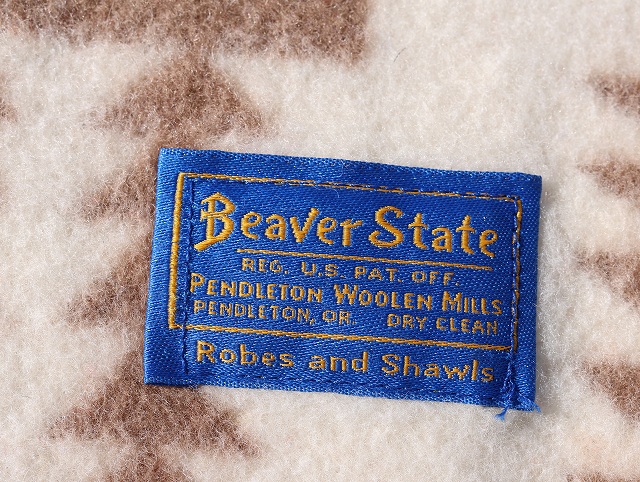 Beaver State
REG. U.S. PAT. OFF.
PENDLETON WOOLEN MILLS
PENDLETON, OR. DRY CLEAN
Robes and Shawls